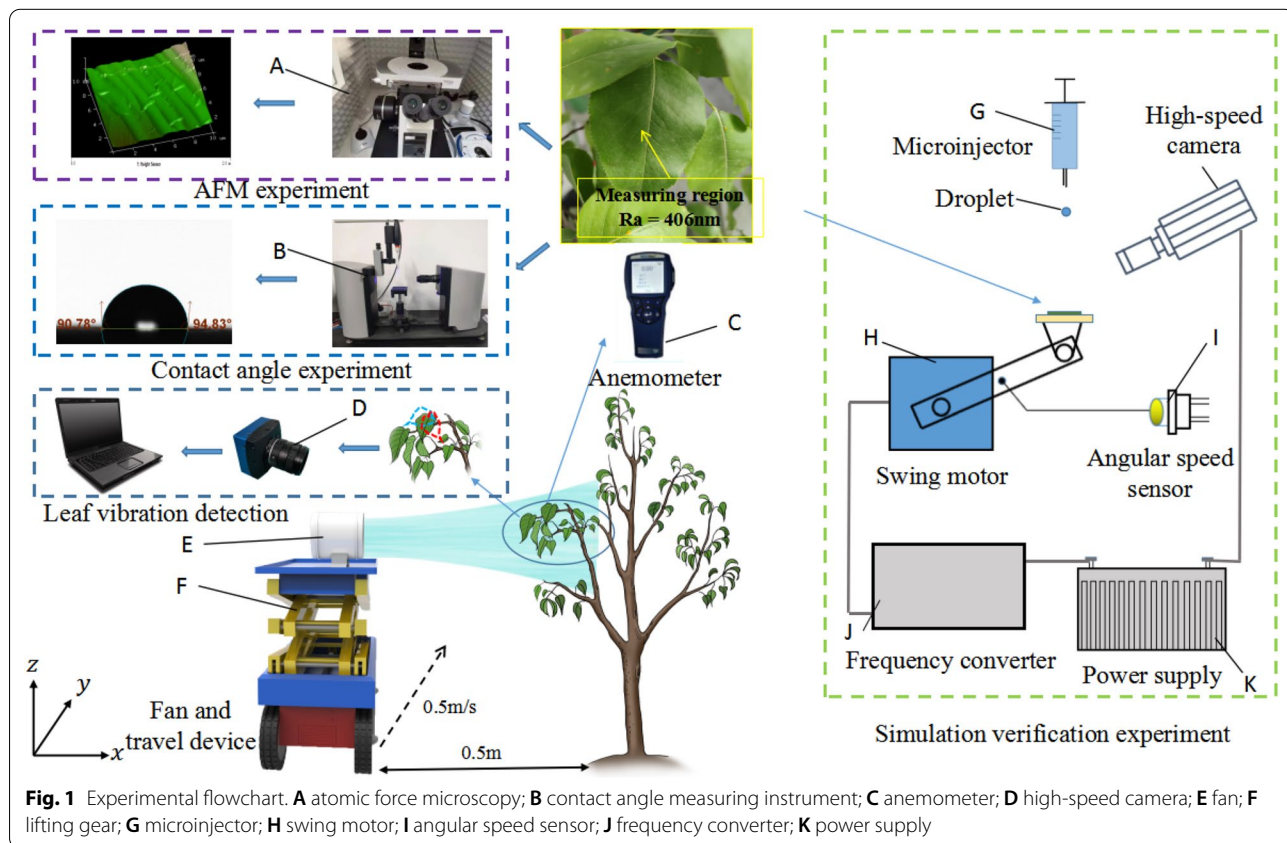 A
AFM experiment
Measuring region
Ra = 406nm
B
90.78°
94.83°
Contact angle experiment
C
Anemometer
D
Leaf vibration detection
E
F
z
y
x
Fan and
travel device
0.5m/s
0.5m
G
Microinjector
Droplet
High-speed
camera
H
Swing motor
I
Angular speed
sensor
J
Frequency converter
Power supply
K
Simulation verification experiment
Fig. 1 Experimental flowchart. A atomic force microscopy; B contact angle measuring instrument; C anemometer; D high-speed camera; E fan; F
lifting gear; G microinjector; H swing motor; I angular speed sensor; J frequency converter; K power supply